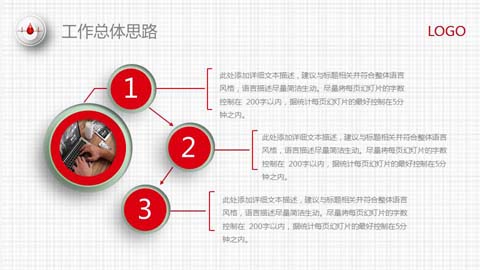 工作总体思路
LOGO
1
此处添加详细文本描述，建议与标题相关并符合整体语言
风格，语言描述尽量简洁生动。尽量将每页幻灯片的字数
控制在 200字以内，据统计每页幻灯片的最好控制在5分
钟之内。
2
此处添加详细文本描述，建议与标题相关并符合整体语言
风格，语言描述尽量简洁生动。尽量将每页幻灯片的字数
控制在 200字以内，据统计每页幻灯片的最好控制在5分
钟之内。
3
此处添加详细文本描述，建议与标题相关并符合整体语言
风格，语言描述尽量简洁生动。尽量将每页幻灯片的字数
控制在 200字以内，据统计每页幻灯片的最好控制在5分
钟之内。